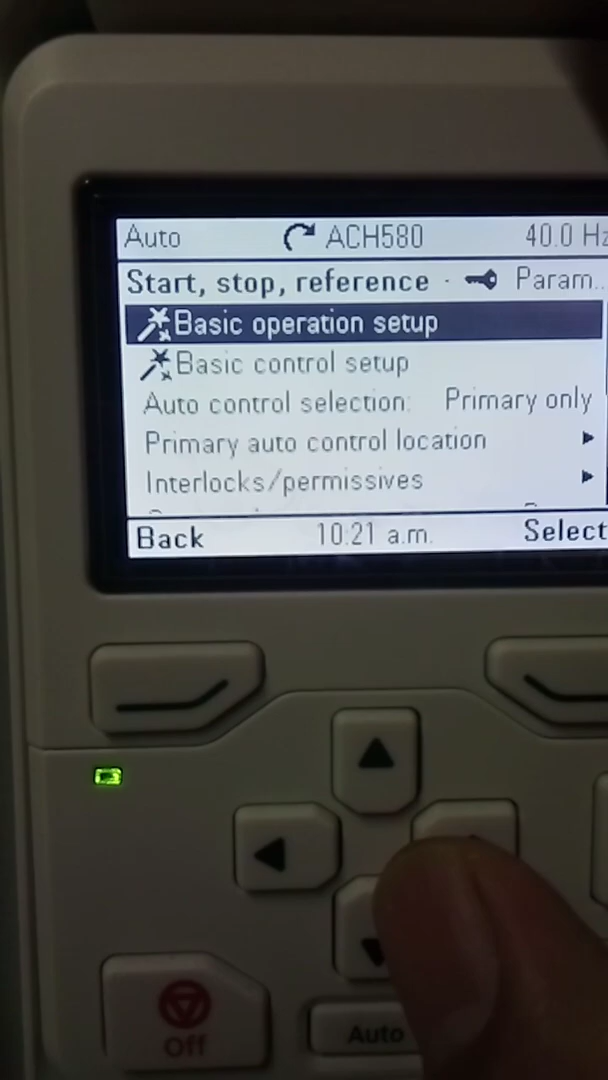 Auto ACH580 40.0 Hz
Start, stop, reference · Param..
Basic operation setup
Basic control setup
Auto control selection: Primary only
Primary auto control location
Interlocks/permissives
Back 10:21 a.m. Select
Off
Auto